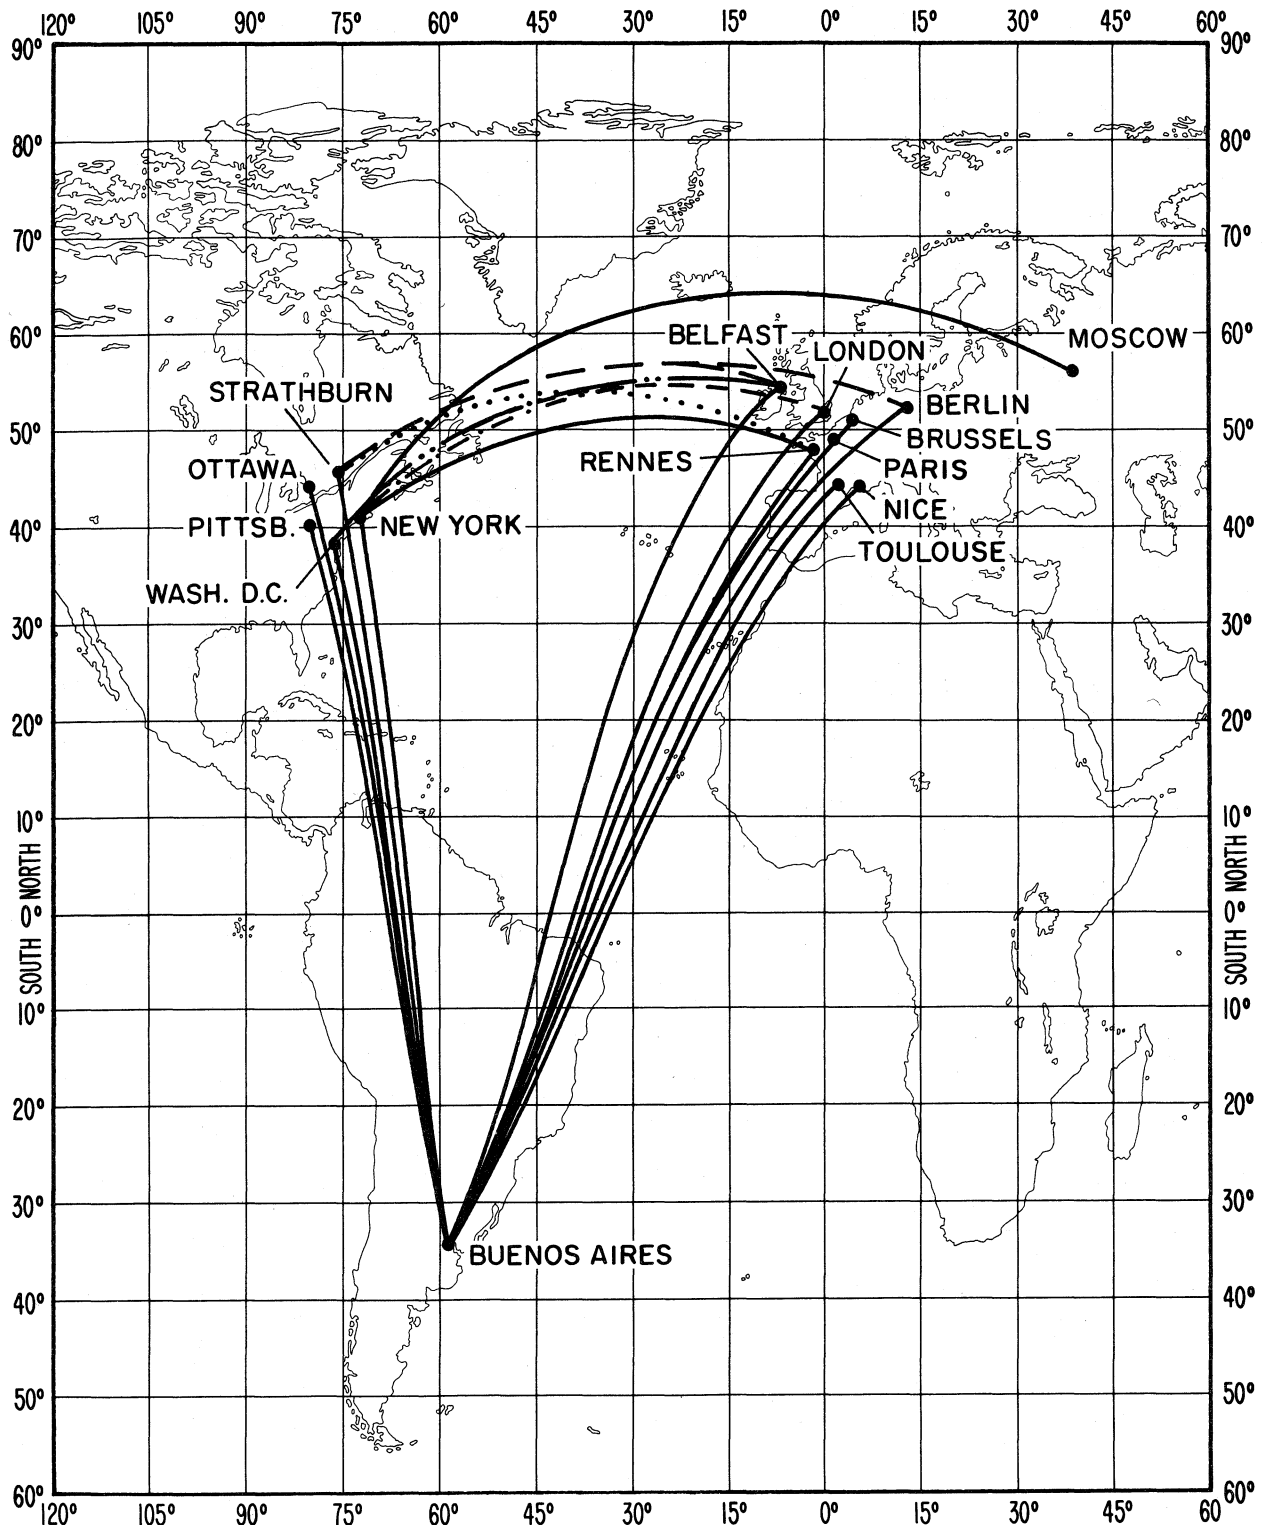 120° 105° 90° 75° 60° 45° 30° 15° 0° 15° 30° 45° 60°
90° 90°
80° 80°
70° 70°
60° 60°
BELFAST MOSCOW
LONDON
STRATHBURN
BERLIN
50° BRUSSELS 50°
OTTAWA RENNES PARIS
NICE
PITTSB. NEW YORK
40° 40°
TOULOUSE
WASH. D.C.
30° 30°
20° 20°
10° 10°
NORTH NORTH
0° 0°
SOUTH SOUTH
10° 10°
20° 20°
30° 30°
BUENOS AIRES
40° 40°
50° 50°
60° 60°
120° 105° 90° 75° 60° 45° 30° 15° 0° 15° 30° 45° 60